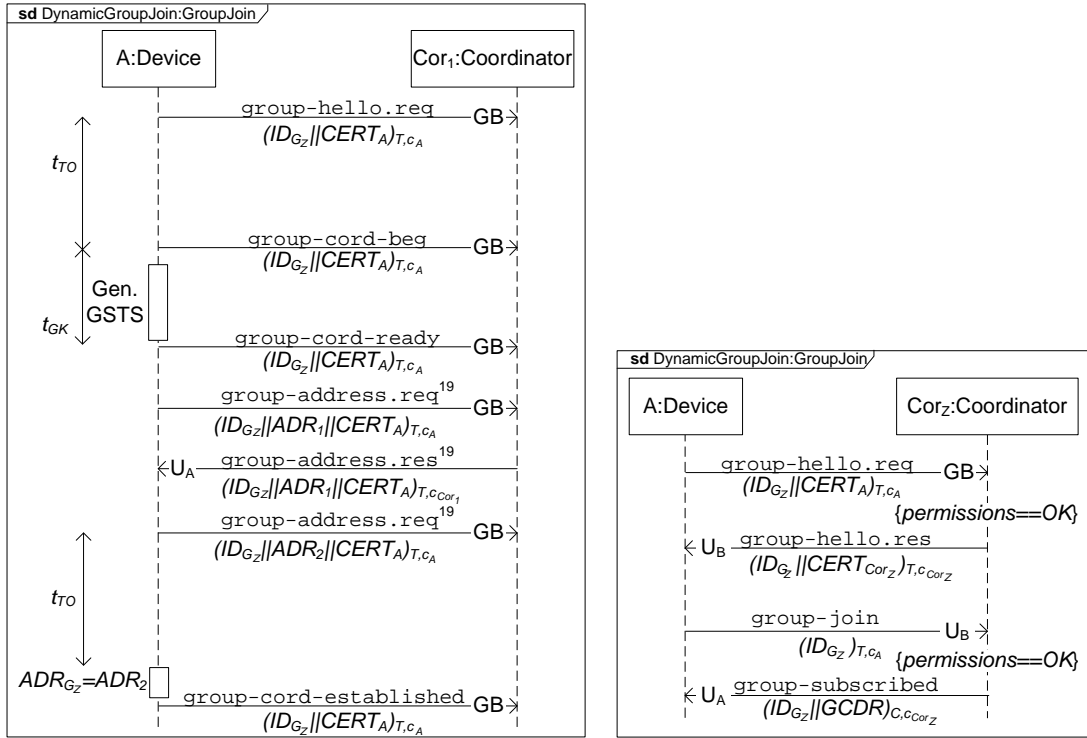 sd DynamicGroupJoin:GroupJoin
A:Device
Cor1:Coordinator
group-hello.req
GB
(IDGZ||CERTA)T,cA
tTO
group-cord-beg
GB
(IDGZ||CERTA)T,cA
Gen.
GSTS
tGK
group-cord-ready
GB
(IDGZ||CERTA)T,cA
group-address.req19
GB
(IDGZ||ADR1||CERTA)T,cA
UA
group-address.res19
(IDGZ||ADR1||CERTA)T,cCor1
group-address.req19
GB
(IDGZ||ADR2||CERTA)T,cA
tTO
ADRGZ=ADR2
group-cord-established
GB
(IDGZ||CERTA)T,cA
sd DynamicGroupJoin:GroupJoin
A:Device
CorZ:Coordinator
group-hello.req
GB
(IDGZ||CERTA)T,cA
{permissions==OK}
UB
group-hello.res
(IDGZ||CERTCorZ)T,cCorZ
group-join
UB
(IDGZ)T,cA
{permissions==OK}
UA
group-subscribed
(IDGZ||GCDR)C,cCorZ